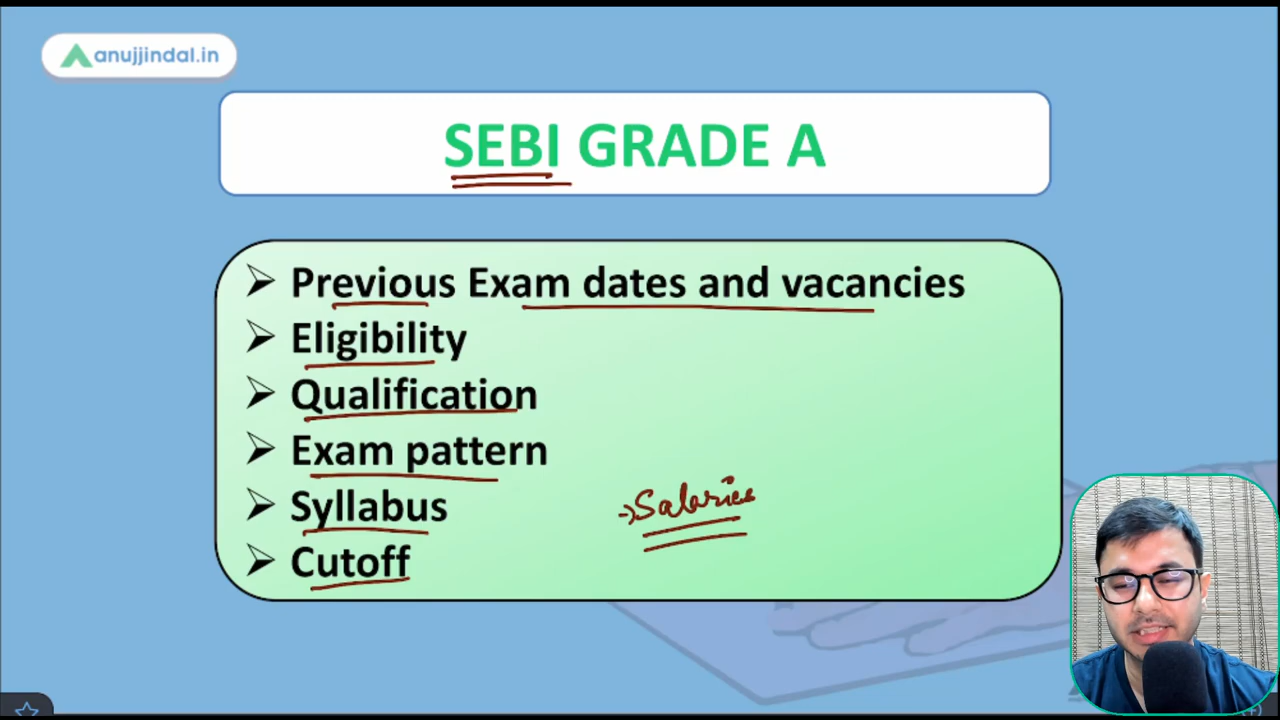 anujjindal.in
SEBI GRADE A
Previous Exam dates and vacancies
Eligibility
Qualification
Exam pattern
Syllabus
→Salaries
Cutoff